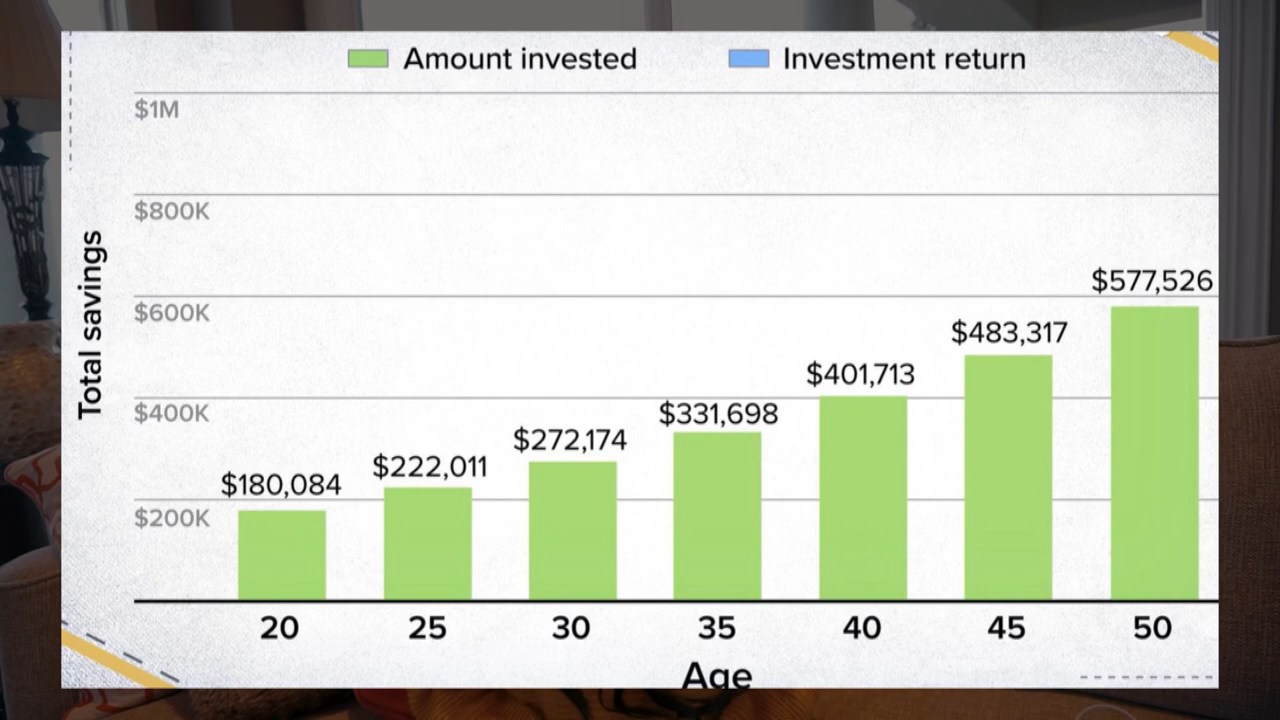 Amount invested
Investment return
$1M
$800K
$600K
$400K
$200K
Total savings
$180,084
$222,011
$272,174
$331,698
$401,713
$483,317
$577,526
20
25
30
35
40
45
50
Age